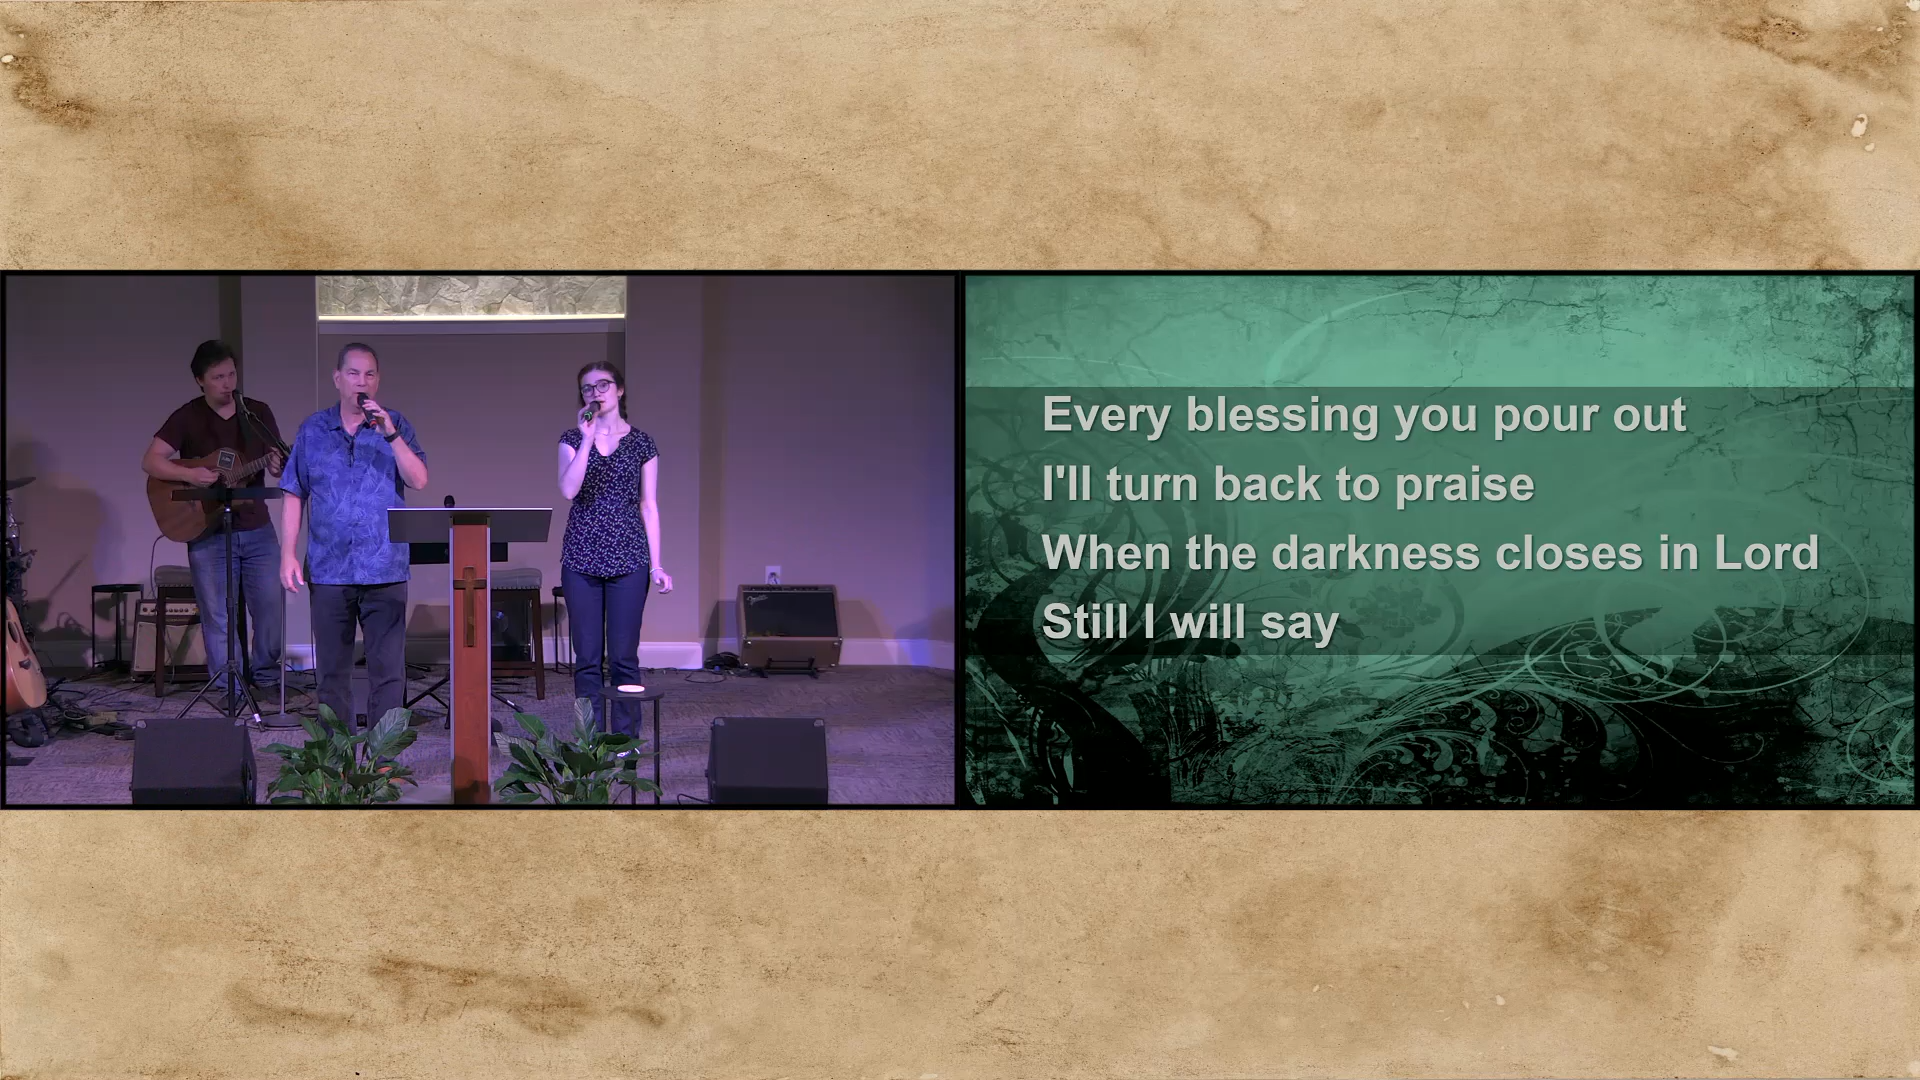 Every blessing you pour out
I'll turn back to praise
When the darkness closes in Lord
Still I will say